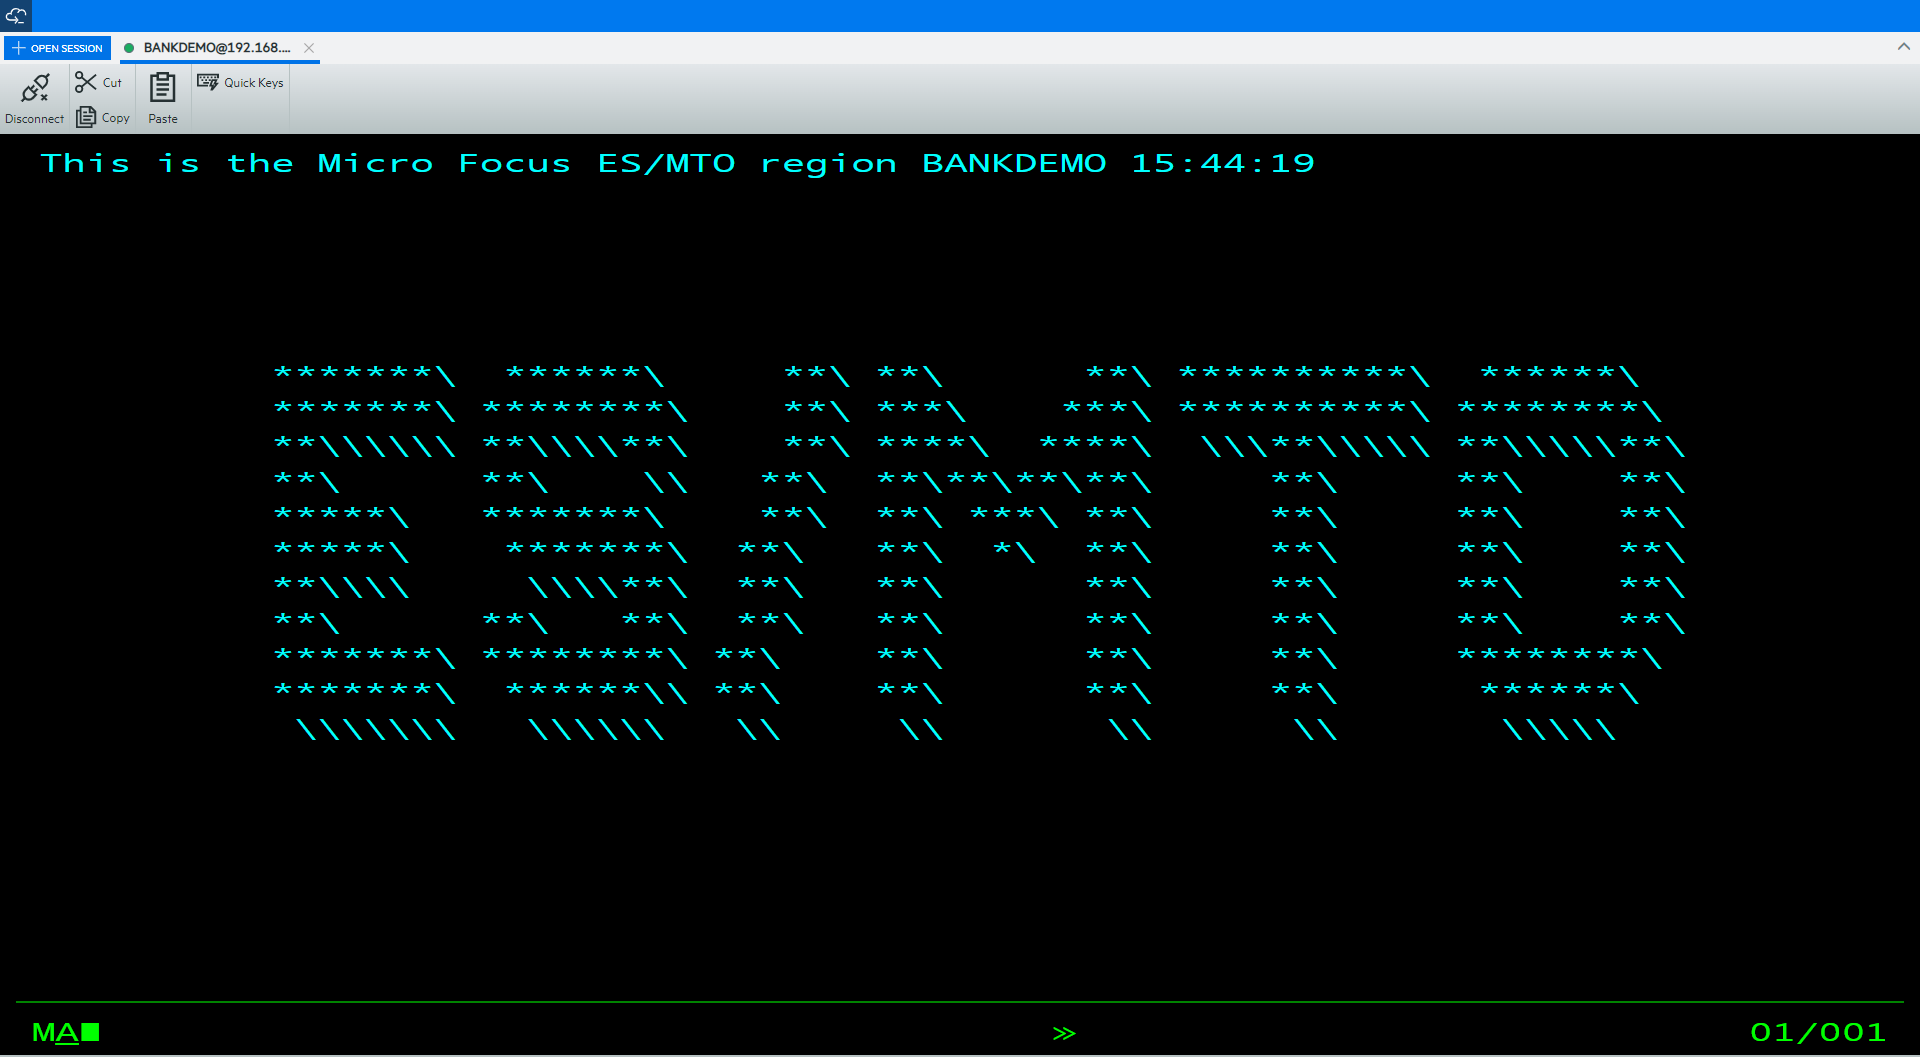 OPEN SESSION
BANKDEMO@192.168....
Disconnect
Cut
Copy
Paste
Quick Keys
This is the Micro Focus ES/MTO region BANKDEMO 15:44:19
*******\  ******\     **\ **\      **\ **********\  ******\
*******\ ********\    **\ ***\    ***\ **********\ ********\
**\\\\\\ **\\\\**\    **\ ****\  ****\  \\\**\\\\\ **\\\\\**\
**\      **\    \\   **\  **\**\**\**\     **\     **\    **\
*****\   *******\    **\  **\ ***\ **\     **\     **\    **\
*****\    *******\  **\   **\  *\  **\     **\     **\    **\
**\\\\     \\\\**\  **\   **\      **\     **\     **\    **\
**\      **\   **\  **\   **\      **\     **\     **\    **\
*******\ ********\ **\    **\      **\     **\     ********\
*******\  ******\\ **\    **\      **\     **\      ******\
 \\\\\\\   \\\\\\   \\     \\       \\      \\       \\\\\
MA
>>
01/001